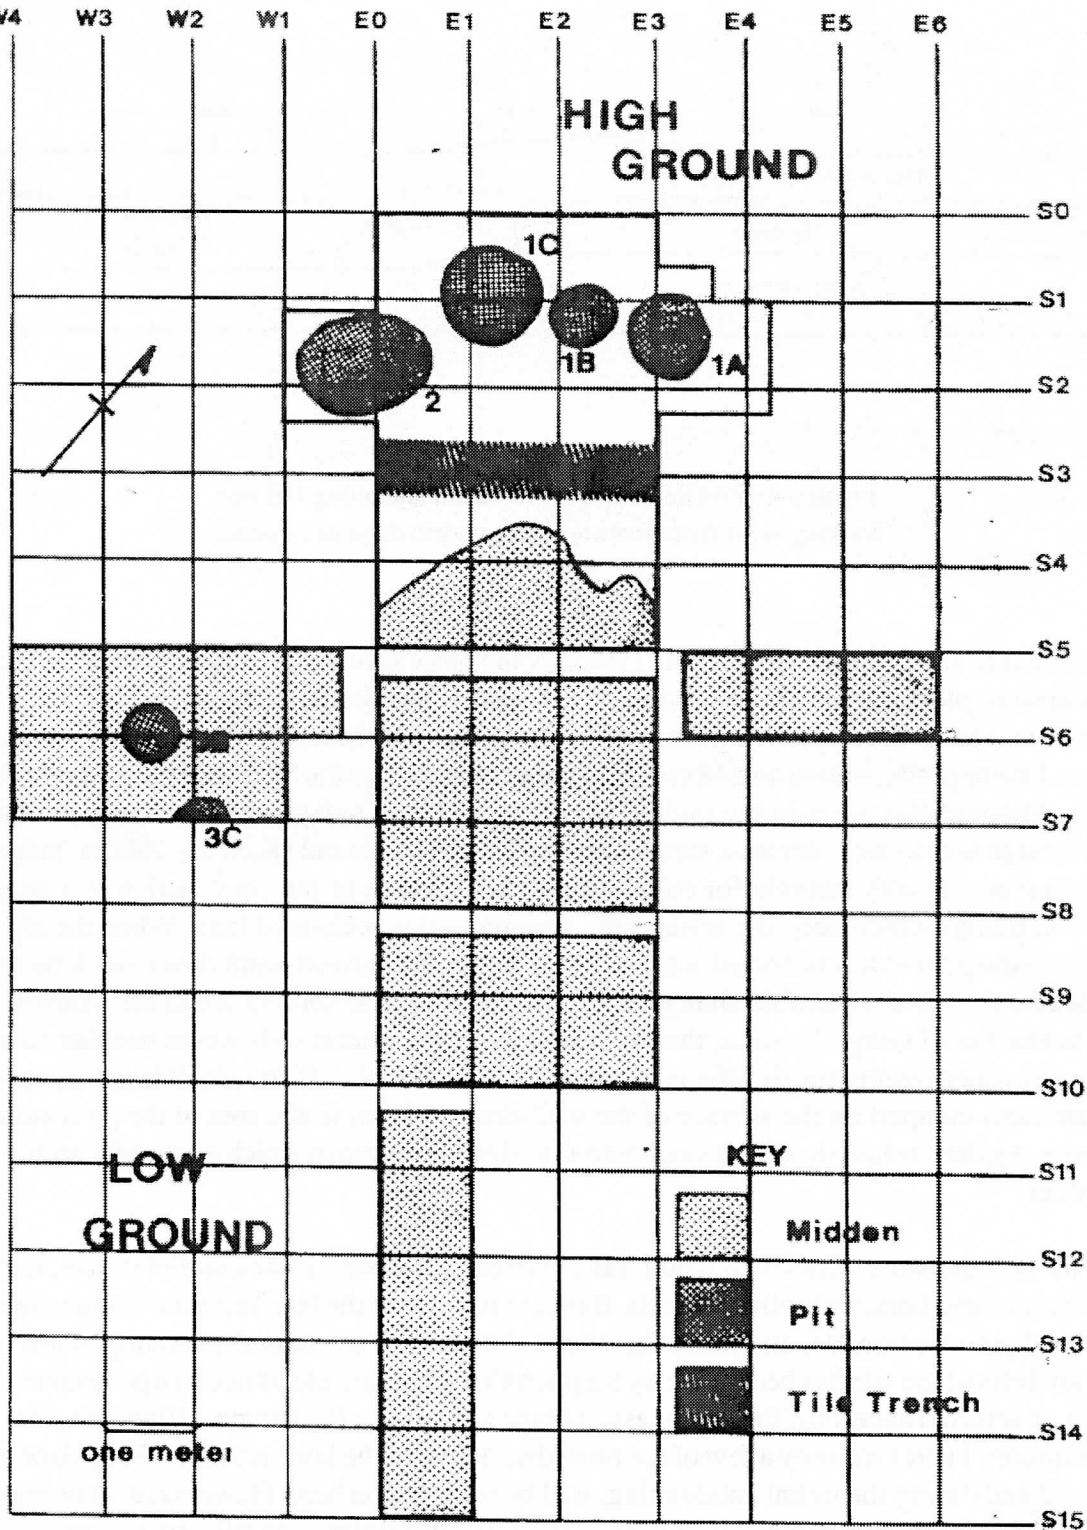 W4 W3 W2 W1 E0 E1 E2 E3 E4 E5 E6
HIGH
GROUND
S0
1C
S1
1B
1A
S2
2
S3
S4
S5
S6
S7
3C
S8
S9
S10
S11
KEY
LOW
GROUND
Midden
S12
Pit
S13
Tile Trench
S14
one meter
S15